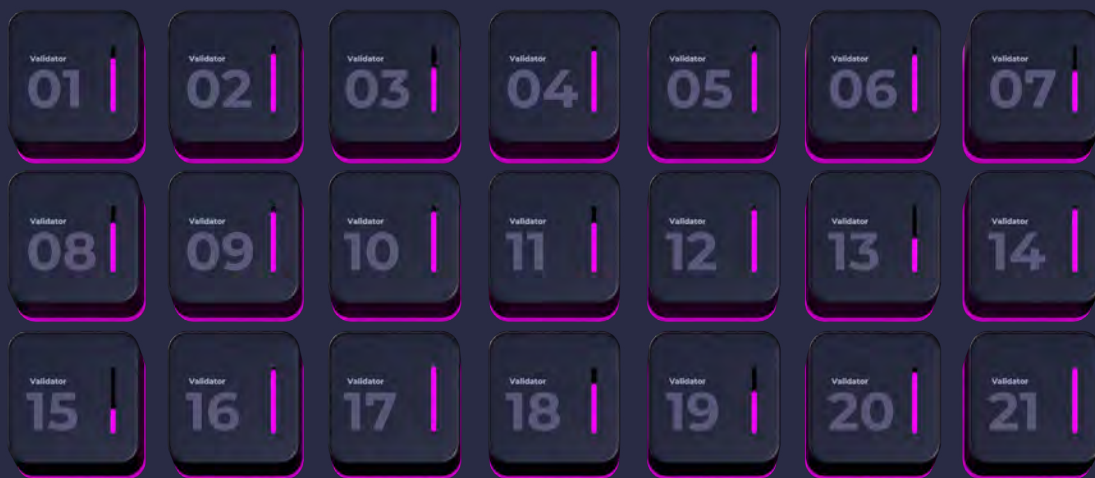 Validator
01
Validator
02
Validator
03
Validator
04
Validator
05
Validator
06
Validator
07
Validator
08
Validator
09
Validator
10
Validator
11
Validator
12
Validator
13
Validator
14
Validator
15
Validator
16
Validator
17
Validator
18
Validator
19
Validator
20
Validator
21